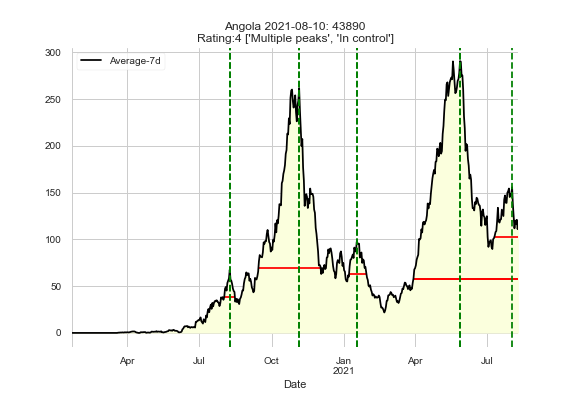 Angola 2021-08-10: 43890
Rating:4 ['Multiple peaks', 'In control']
300
Average-7d
250
200
150
100
50
0
Apr Jul Oct Jan Apr Jul
2021
Date